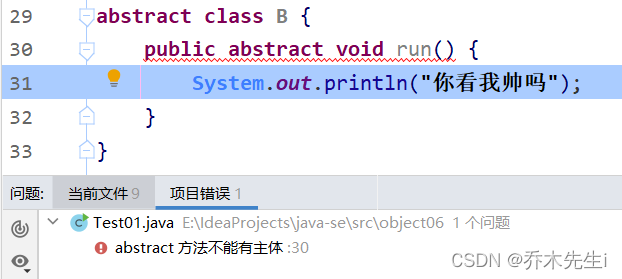 29 abstract class B {
30 public abstract void run() {
31 System.out.println("你看我帅吗");
32 }
33 }
问题: 当前文件 9 项目错误 1
Test01.java E:\IdeaProjects\java-se\src\object06 1 个问题
abstract 方法不能有主体 :30
CSDN @乔木先生i